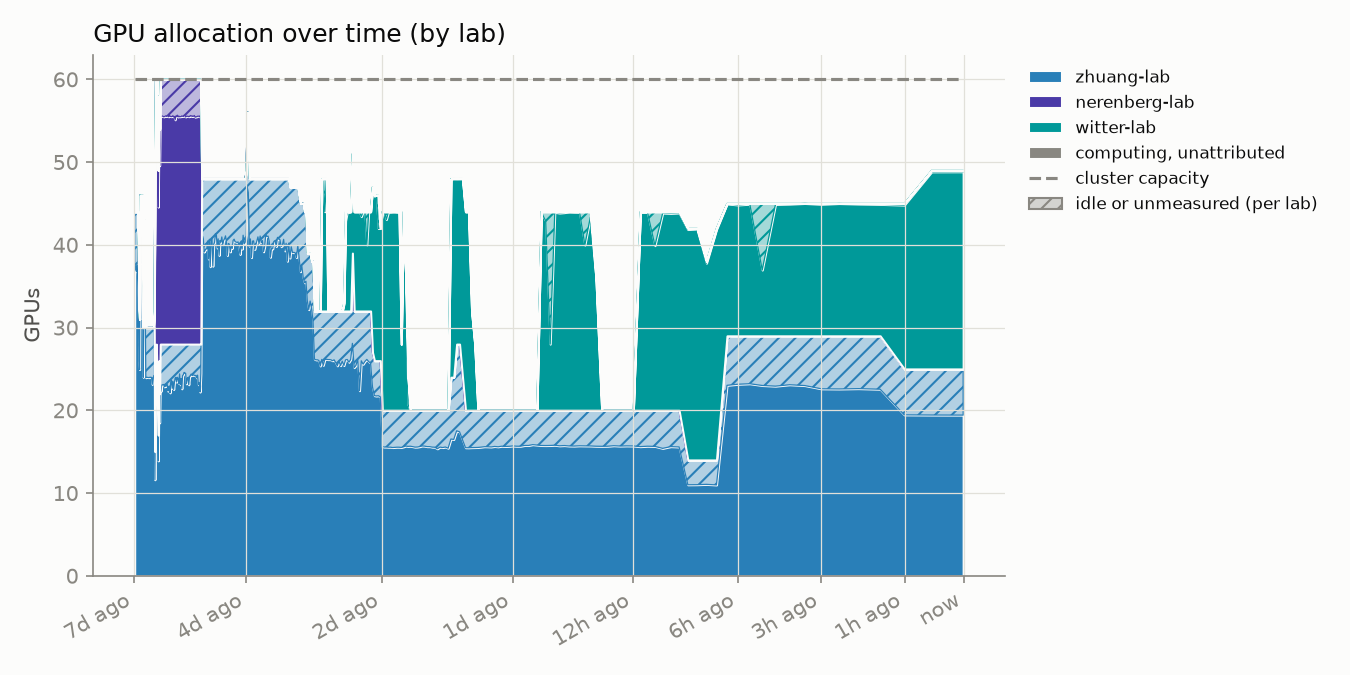 GPU allocation over time (by lab)
GPUs
60
50
40
30
20
10
0
7d ago
4d ago
2d ago
1d ago
12h ago
6h ago
3h ago
1h ago
now
zhuang-lab
nerenberg-lab
witter-lab
computing, unattributed
cluster capacity
idle or unmeasured (per lab)